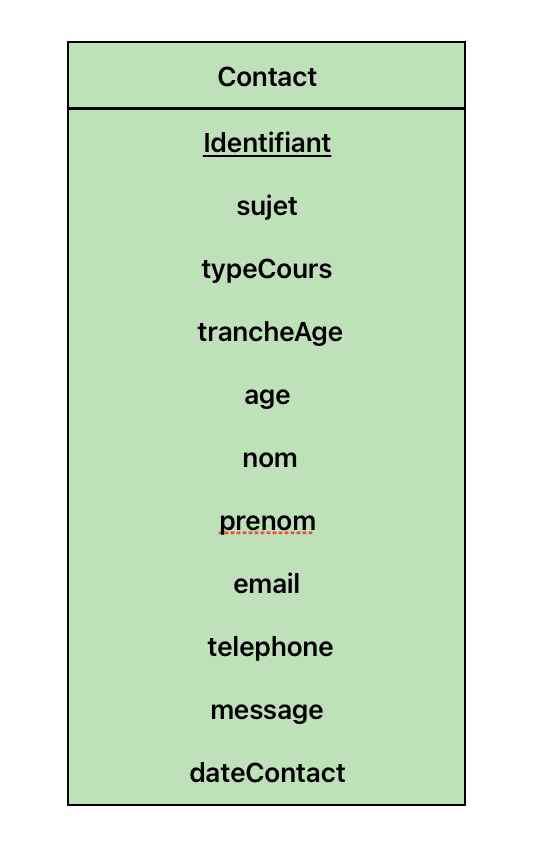 Contact
Identifiant
sujet
typeCours
trancheAge
age
nom
prenom
email
telephone
message
dateContact